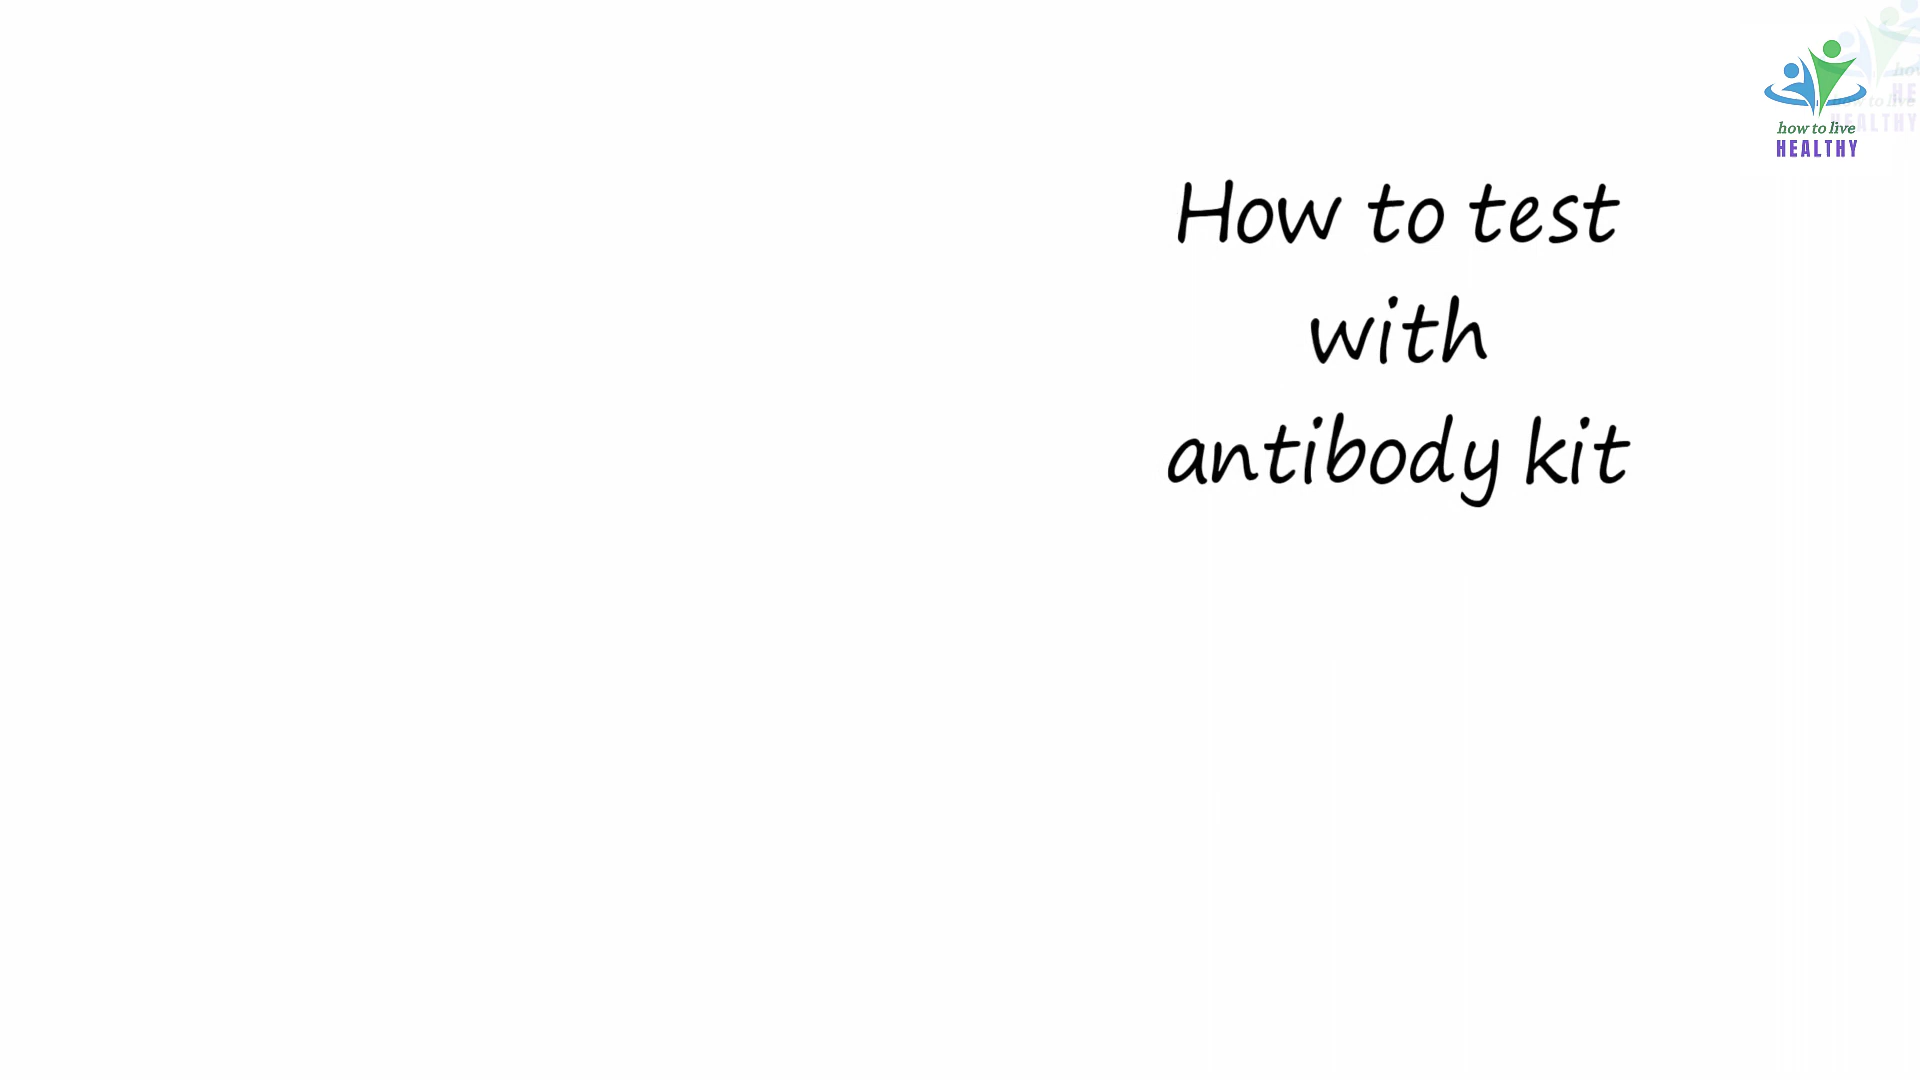 how to live
HEALTHY
How to test
with
antibody kit